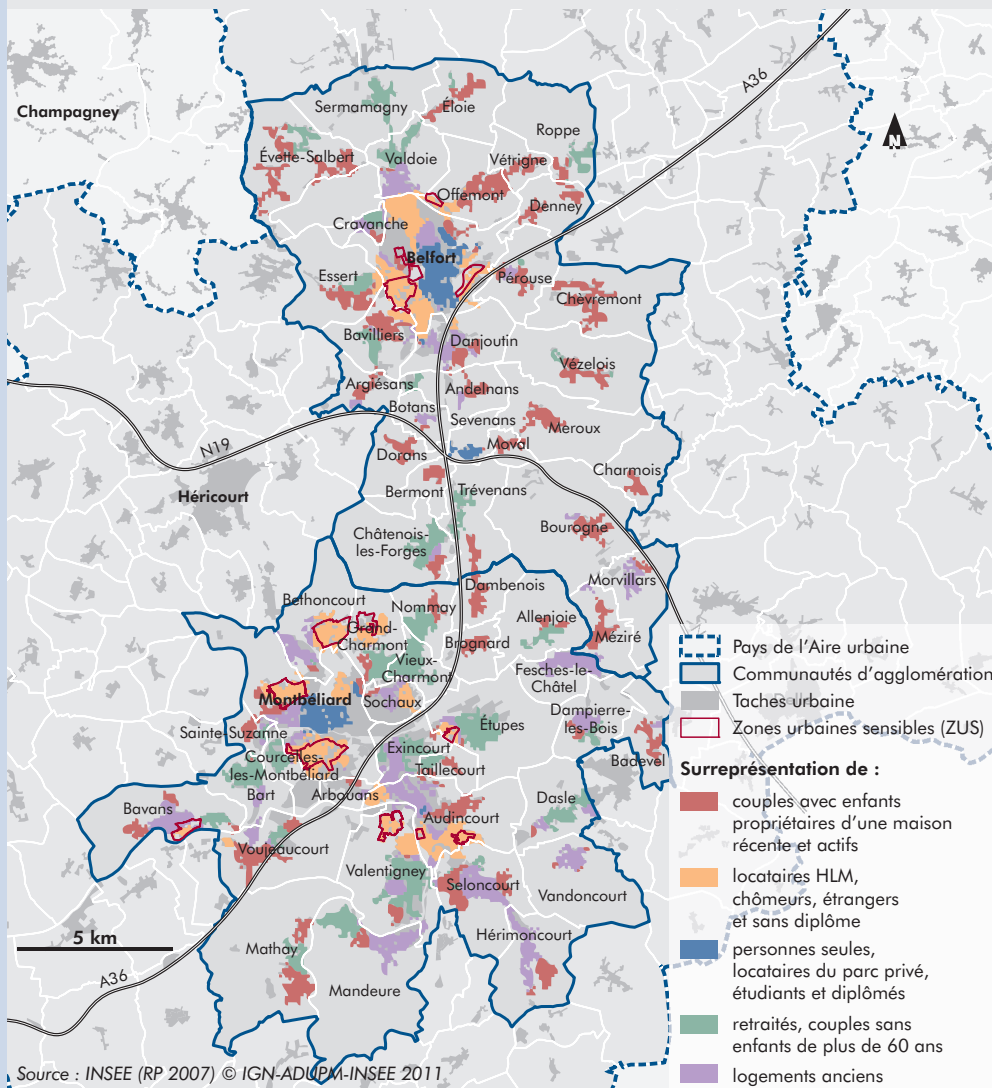 A36
Champagney
N
Sermamagny
Éloie
Roppe
Évette-Salbert
Valdoie
Vétrigne
Offemont
Denney
Cravanche
Belfort
Essert
Pérouse
Chèvremont
Bavilliers
Danjoutin
Vézelois
Argiésans
Andelnans
Botans
Sevenans
Meroux
N19
Dorans
Moval
Charmois
Héricourt
Bermont
Trévenans
Bourogne
Châtenois-
les-Forges
Morvillars
Dambenois
Bethoncourt
Nommay
Allenjoie
Grand-
Charmont
Brognard
Méziré
Vieux-
Charmont
Fesches-le-
Châtel
Montbéliard
Sochaux
Dampierre-
les-Bois
Sainte-Suzanne
Étupes
Exincourt
Courcelles-
les-Montbéliard
Taillecourt
Badevel
Bart
Arbouans
Dasle
Bavans
Audincourt
Voujeaucourt
Valentigney
Seloncourt
Vandoncourt
5 km
Mathay
Hérimoncourt
A36
Mandeure
Pays de l'Aire urbaine
Communautés d'agglomération
Taches urbaine
Zones urbaines sensibles (ZUS)
Surreprésentation de :
couples avec enfants
propriétaires d'une maison
récente et actifs
locataires HLM,
chômeurs, étrangers
et sans diplôme
personnes seules,
locataires du parc privé,
étudiants et diplômés
retraités, couples sans
enfants de plus de 60 ans
logements anciens
Source : INSEE (RP 2007) © IGN-ADUPM-INSEE 2011